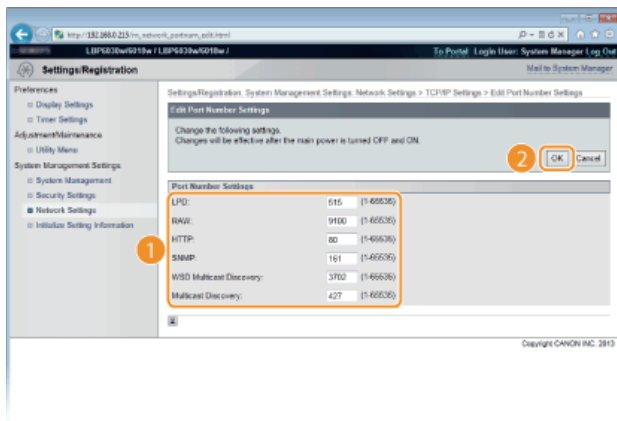 http://192.168.0.215/m_network_portnum_edit.html
LBP6030w/6018w / LBP6030w/6018w /
To Portal Login User: System Manager Log Out
Settings/Registration
Mail to System Manager
Preferences
Display Settings
Timer Settings
Adjustment/Maintenance
Utility Menu
System Management Settings
System Management
Security Settings
Network Settings
Initialize Setting Information
Settings/Registration: System Management Settings: Network Settings > TCP/IP Settings > Edit Port Number Settings
Edit Port Number Settings
Change the following settings.
Changes will be effective after the main power is turned OFF and ON.
2
OK Cancel
Port Number Settings
1
LPD: 515 (1-65535)
RAW: 9100 (1-65535)
HTTP: 80 (1-65535)
SNMP: 161 (1-65535)
WSD Multicast Discovery: 3702 (1-65535)
Multicast Discovery: 427 (1-65535)
Copyright CANON INC. 2013